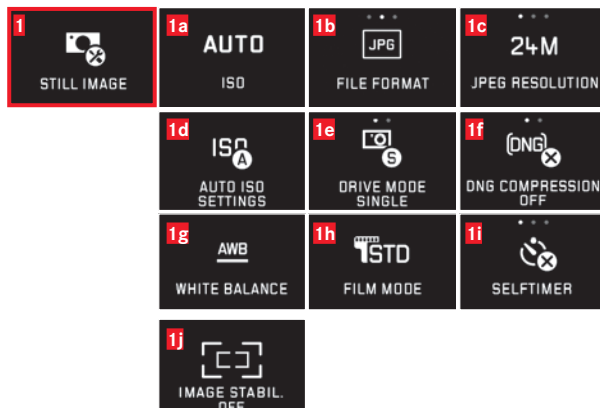 1
STILL IMAGE
1a
AUTO
ISO
1b
JPG
FILE FORMAT
1c
24M
JPEG RESOLUTION
1d
ISO
A
AUTO ISO
SETTINGS
1e
S
DRIVE MODE
SINGLE
1f
(DNG)
DNG COMPRESSION
OFF
1g
AWB
WHITE BALANCE
1h
STD
FILM MODE
1i
SELFTIMER
1j
IMAGE STABIL.
OFF